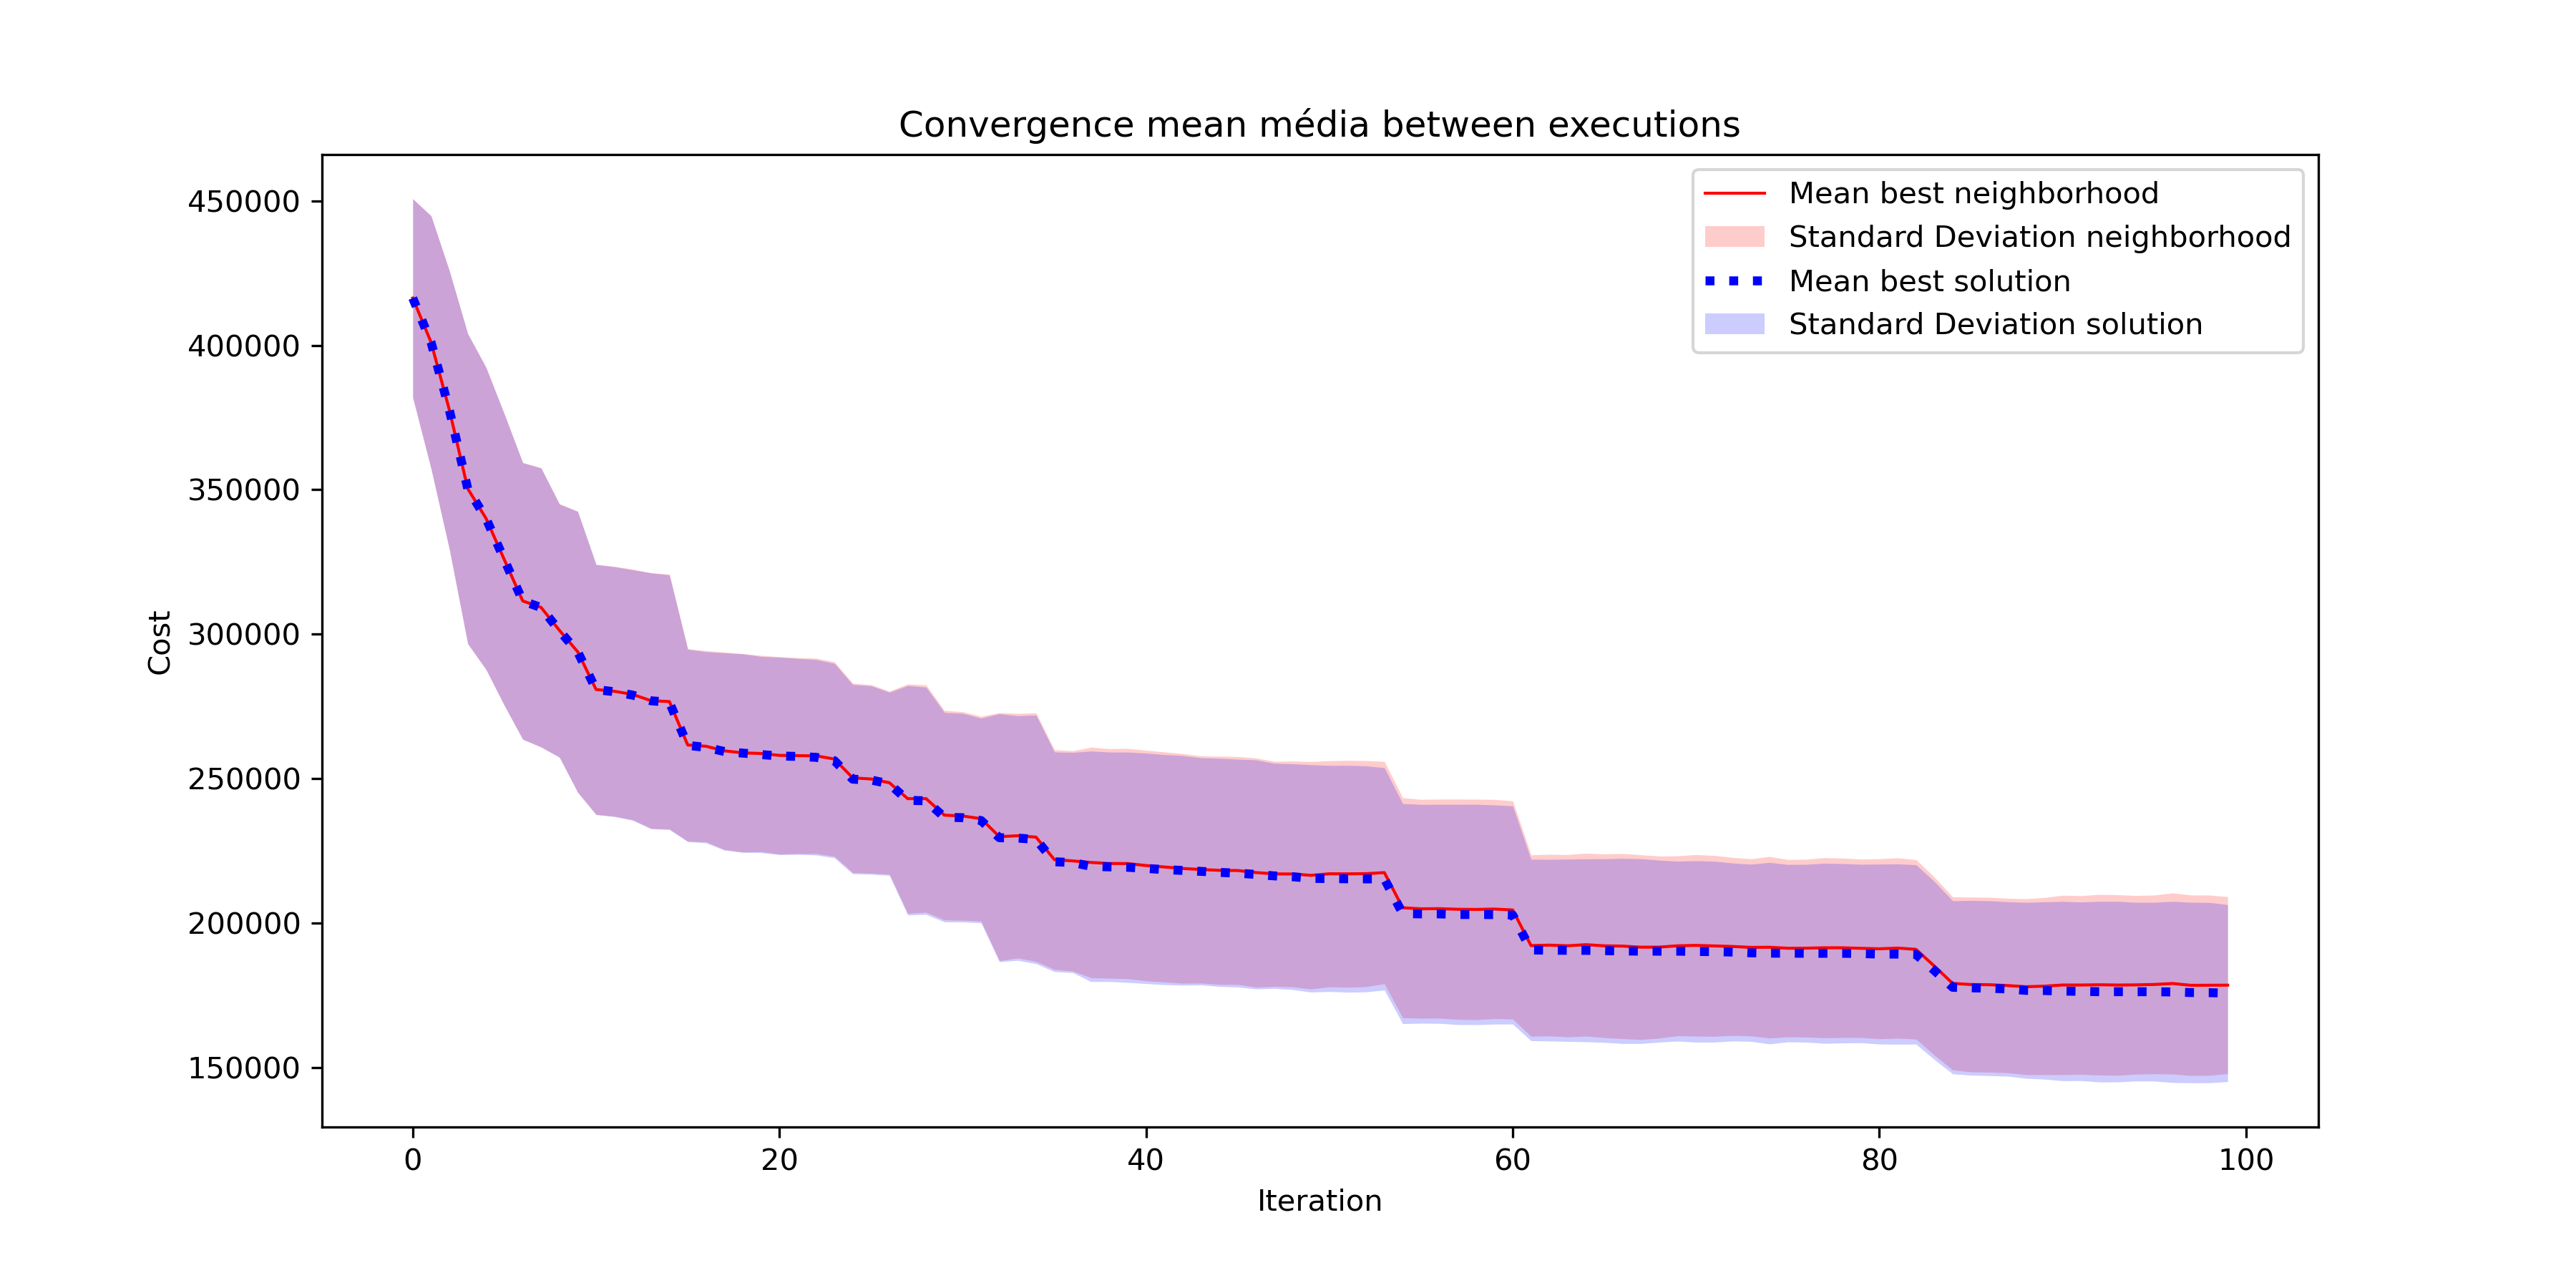 Convergence mean média between executions
Mean best neighborhood
Standard Deviation neighborhood
Mean best solution
Standard Deviation solution
Cost
450000
400000
350000
300000
250000
200000
150000
0 20 40 60 80 100
Iteration